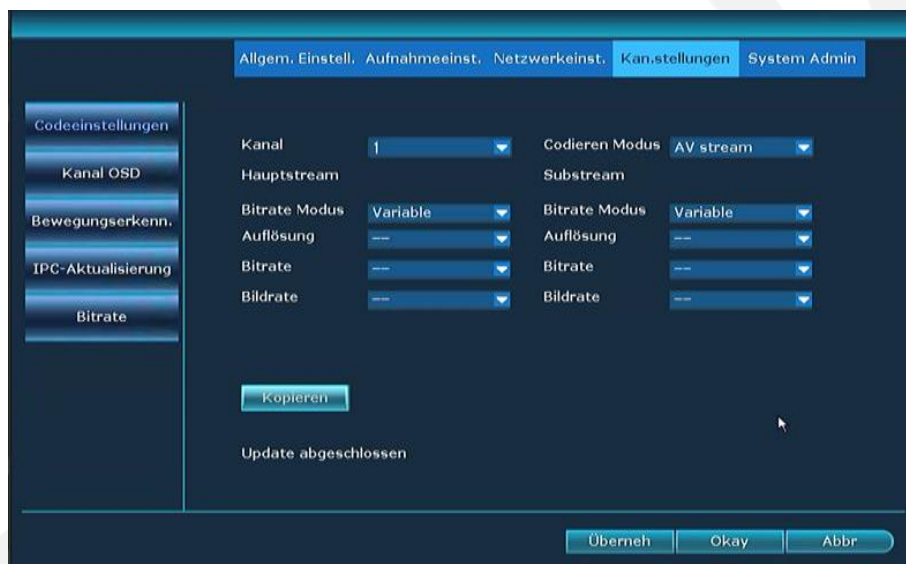 Allgem. Einstell. Aufnahmeeinst. Netzwerkeinst. Kan.stellungen System Admin
Codeeinstellungen
Kanal OSD
Bewegungserkenn.
IPC-Aktualisierung
Bitrate
Kanal 1 Codieren Modus AV stream
Hauptstream Substream
Bitrate Modus Variable Bitrate Modus Variable
Auflösung -- Auflösung --
Bitrate -- Bitrate --
Bildrate -- Bildrate --
Kopieren
Update abgeschlossen
Überneh Okay Abbr